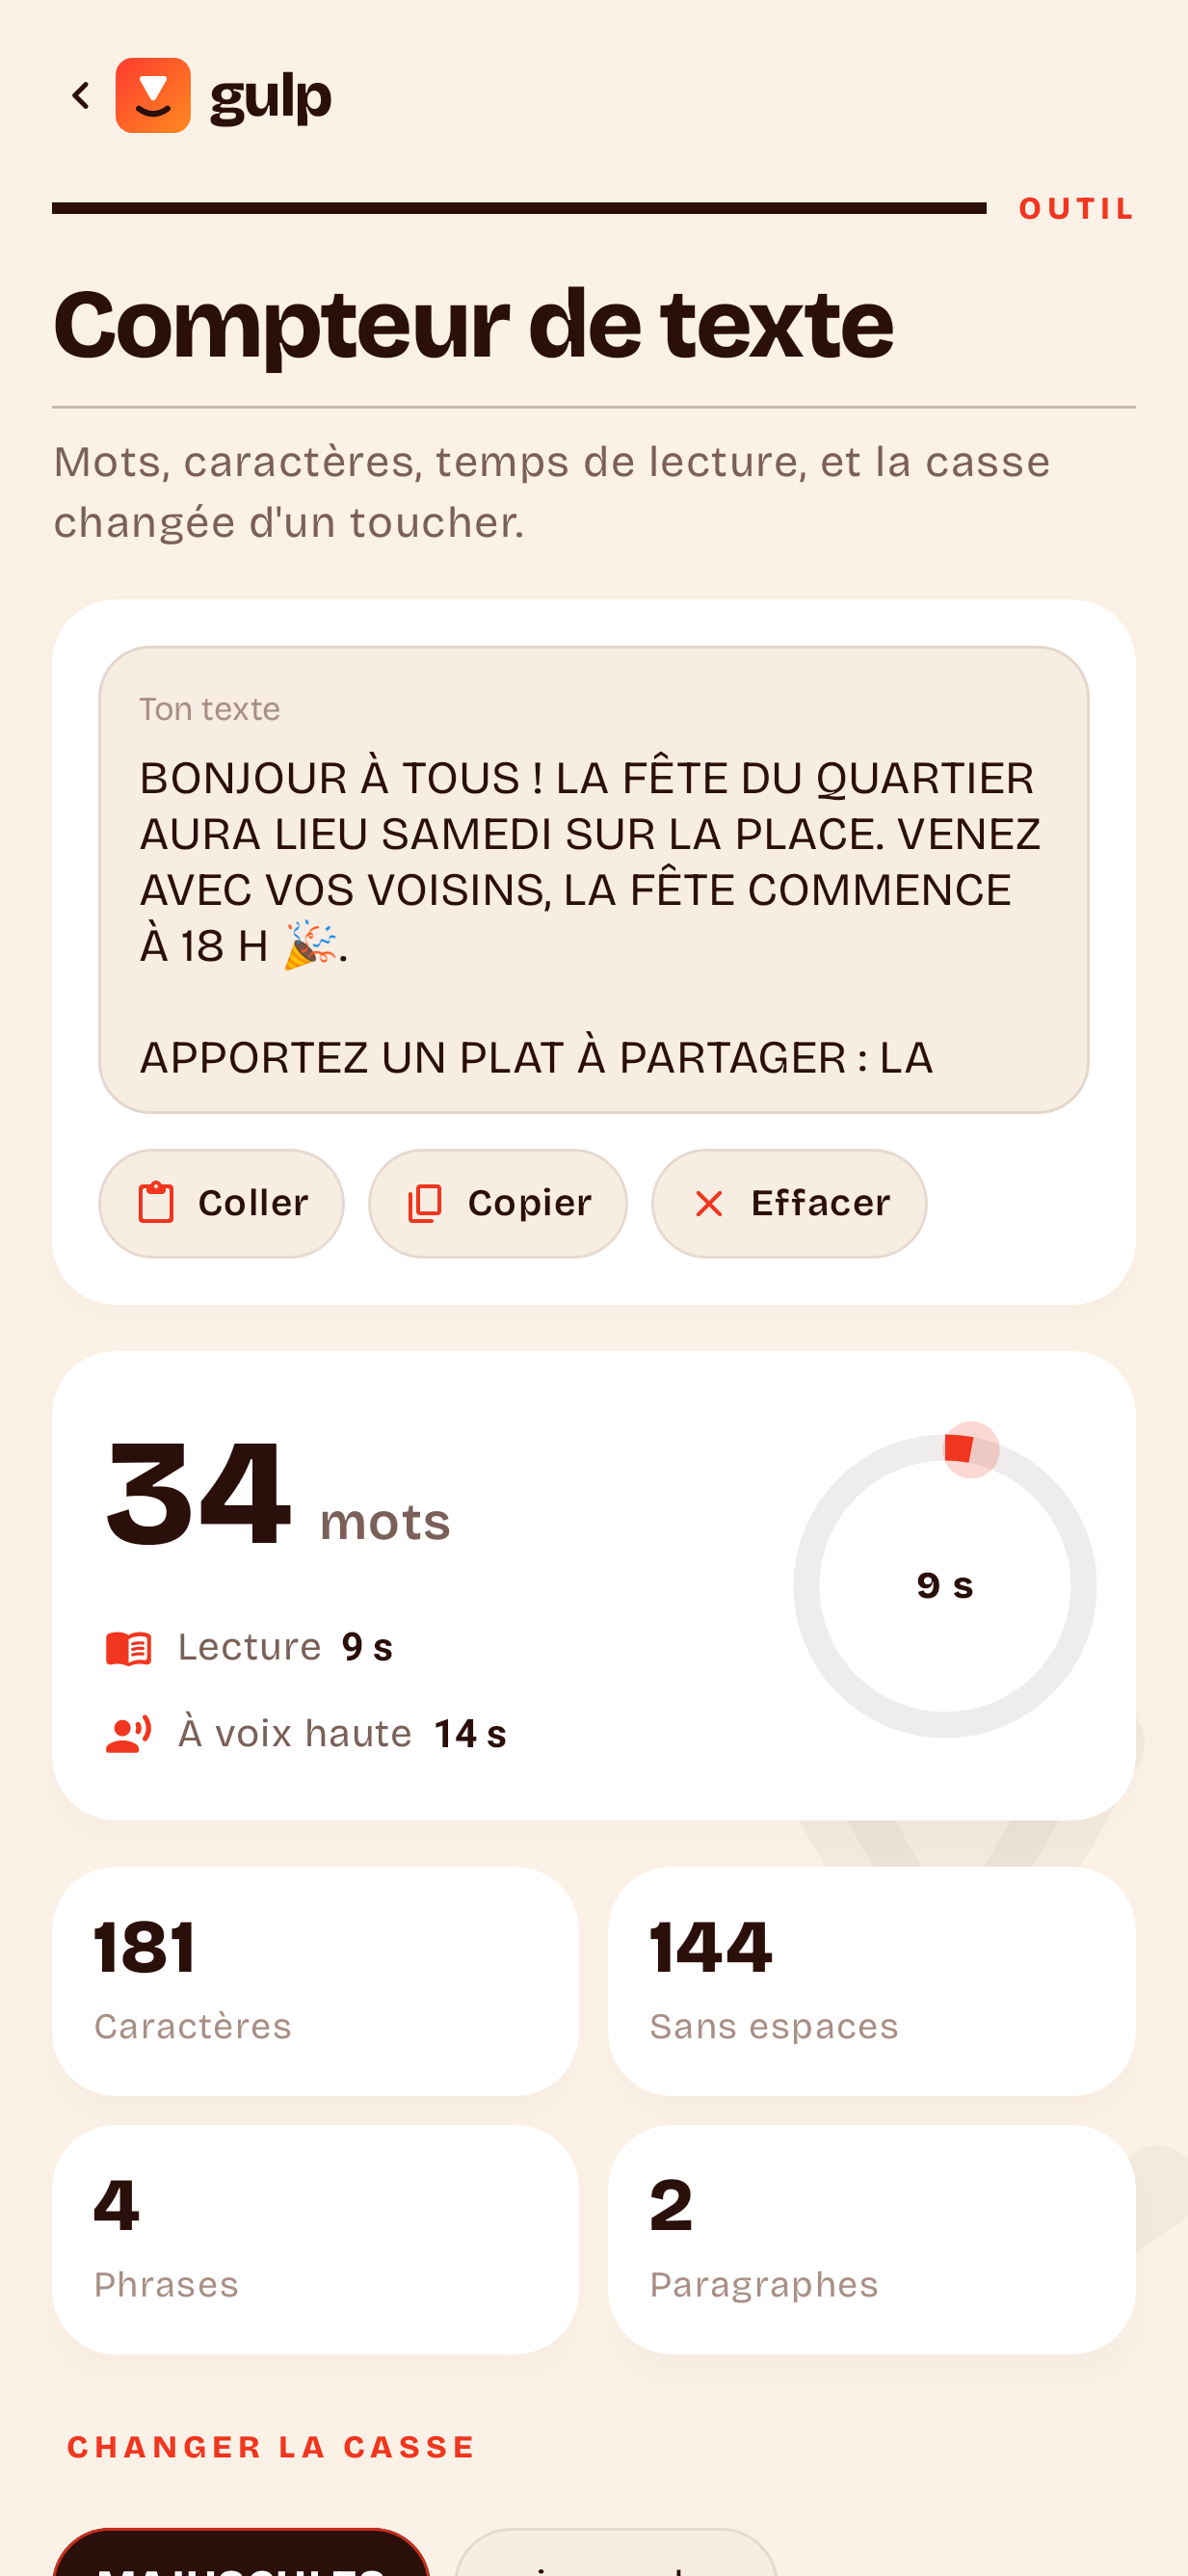 gulp
OUTIL
Compteur de texte
Mots, caractères, temps de lecture, et la casse
changée d'un toucher.
Ton texte
BONJOUR À TOUS ! LA FÊTE DU QUARTIER
AURA LIEU SAMEDI SUR LA PLACE. VENEZ
AVEC VOS VOISINS, LA FÊTE COMMENCE
À 18 H 🎉.
APPORTEZ UN PLAT À PARTAGER : LA
Coller
Copier
Effacer
34 mots
9 s
Lecture 9 s
À voix haute 14 s
181
Caractères
144
Sans espaces
4
Phrases
2
Paragraphes
CHANGER LA CASSE
MAJUSCULES